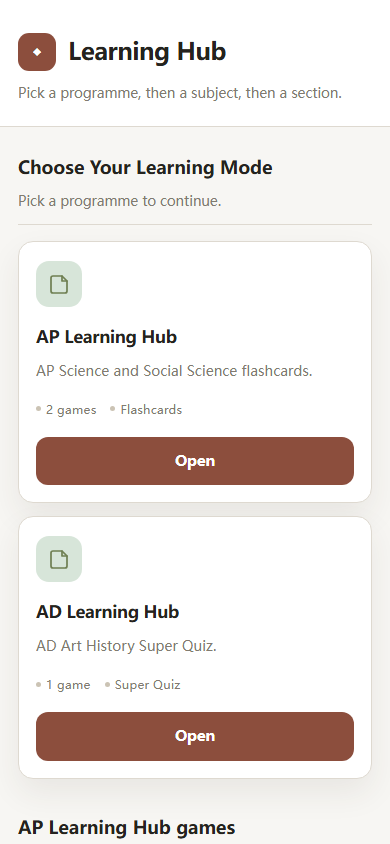 Learning Hub
Pick a programme, then a subject, then a section.
Choose Your Learning Mode
Pick a programme to continue.
AP Learning Hub
AP Science and Social Science flashcards.
2 games
Flashcards
Open
AD Learning Hub
AD Art History Super Quiz.
1 game
Super Quiz
Open
AP Learning Hub games